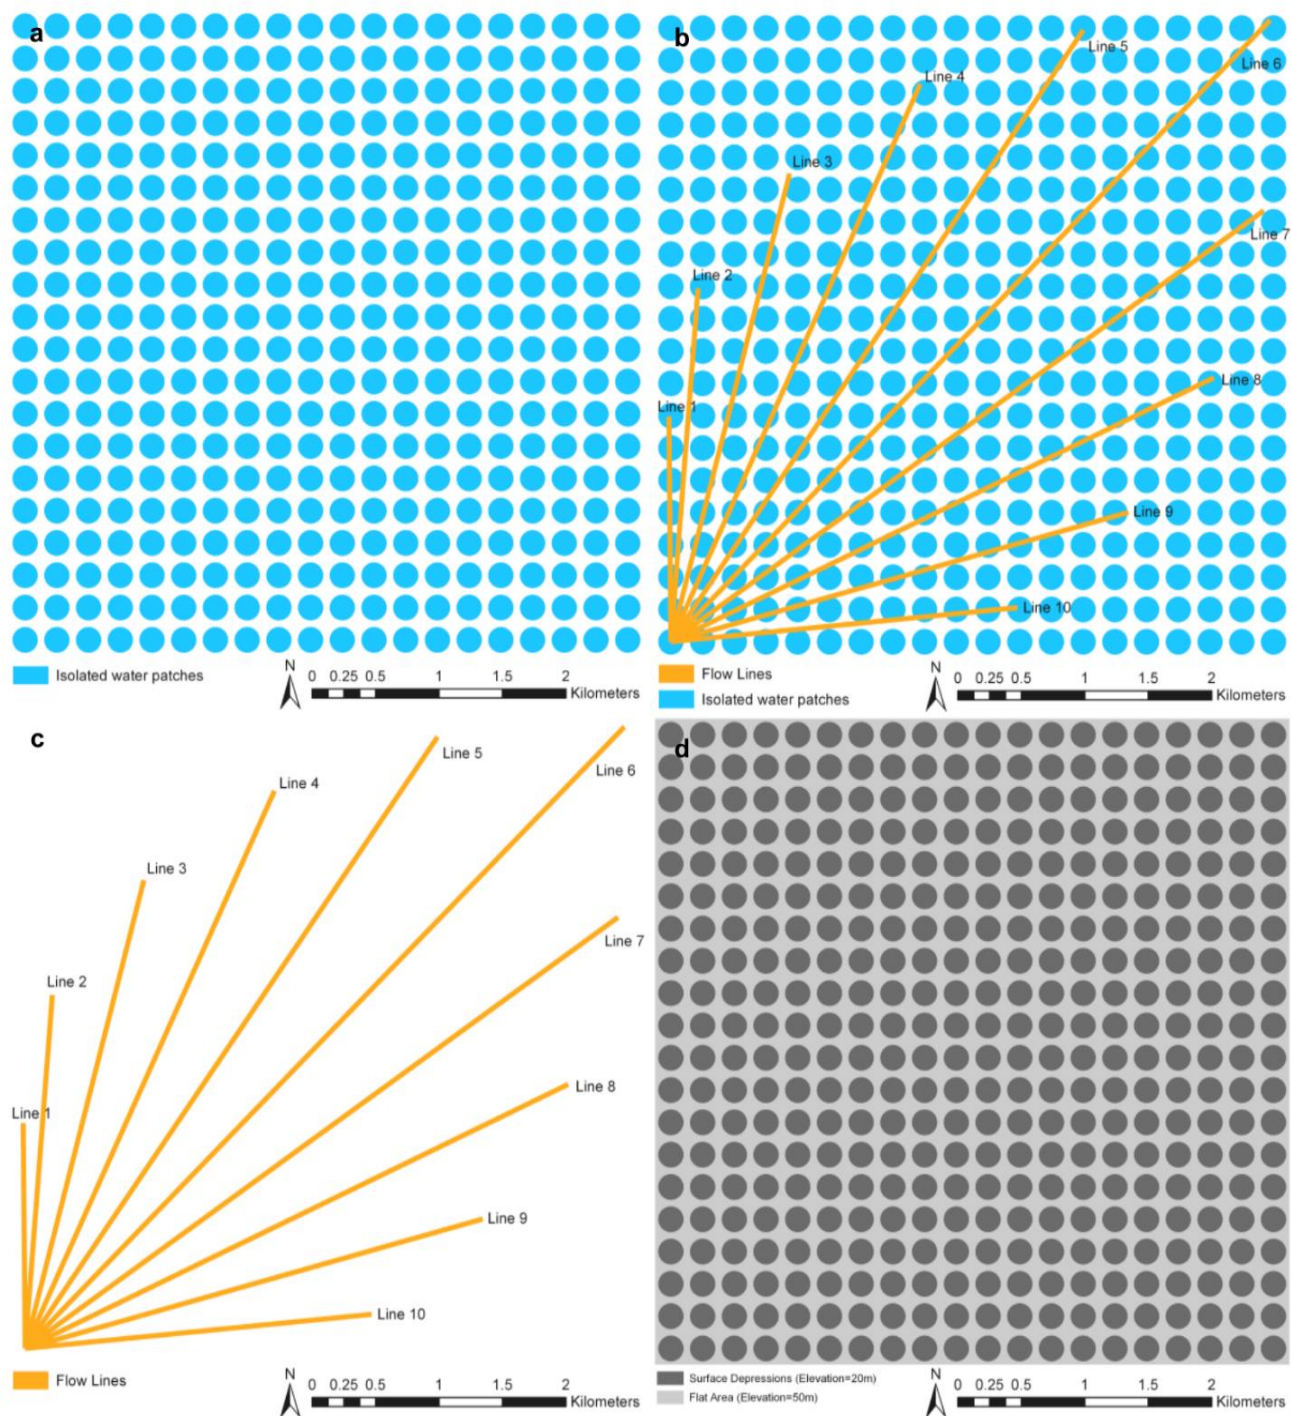 a
b
Line 5
Line 6
Line 4
Line 3
Line 7
Line 2
Line 8
Line 1
Line 9
Line 10
Isolated water patches
N
0 0.25 0.5 1 1.5 2
Kilometers
Flow Lines
Isolated water patches
N
0 0.25 0.5 1 1.5 2
Kilometers
c
Line 5
Line 6
Line 4
Line 3
Line 7
Line 2
Line 8
Line 1
Line 9
Line 10
Flow Lines
N
0 0.25 0.5 1 1.5 2
Kilometers
d
Surface Depressions (Elevation=20m)
Flat Area (Elevation=50m)
N
0 0.25 0.5 1 1.5 2
Kilometers